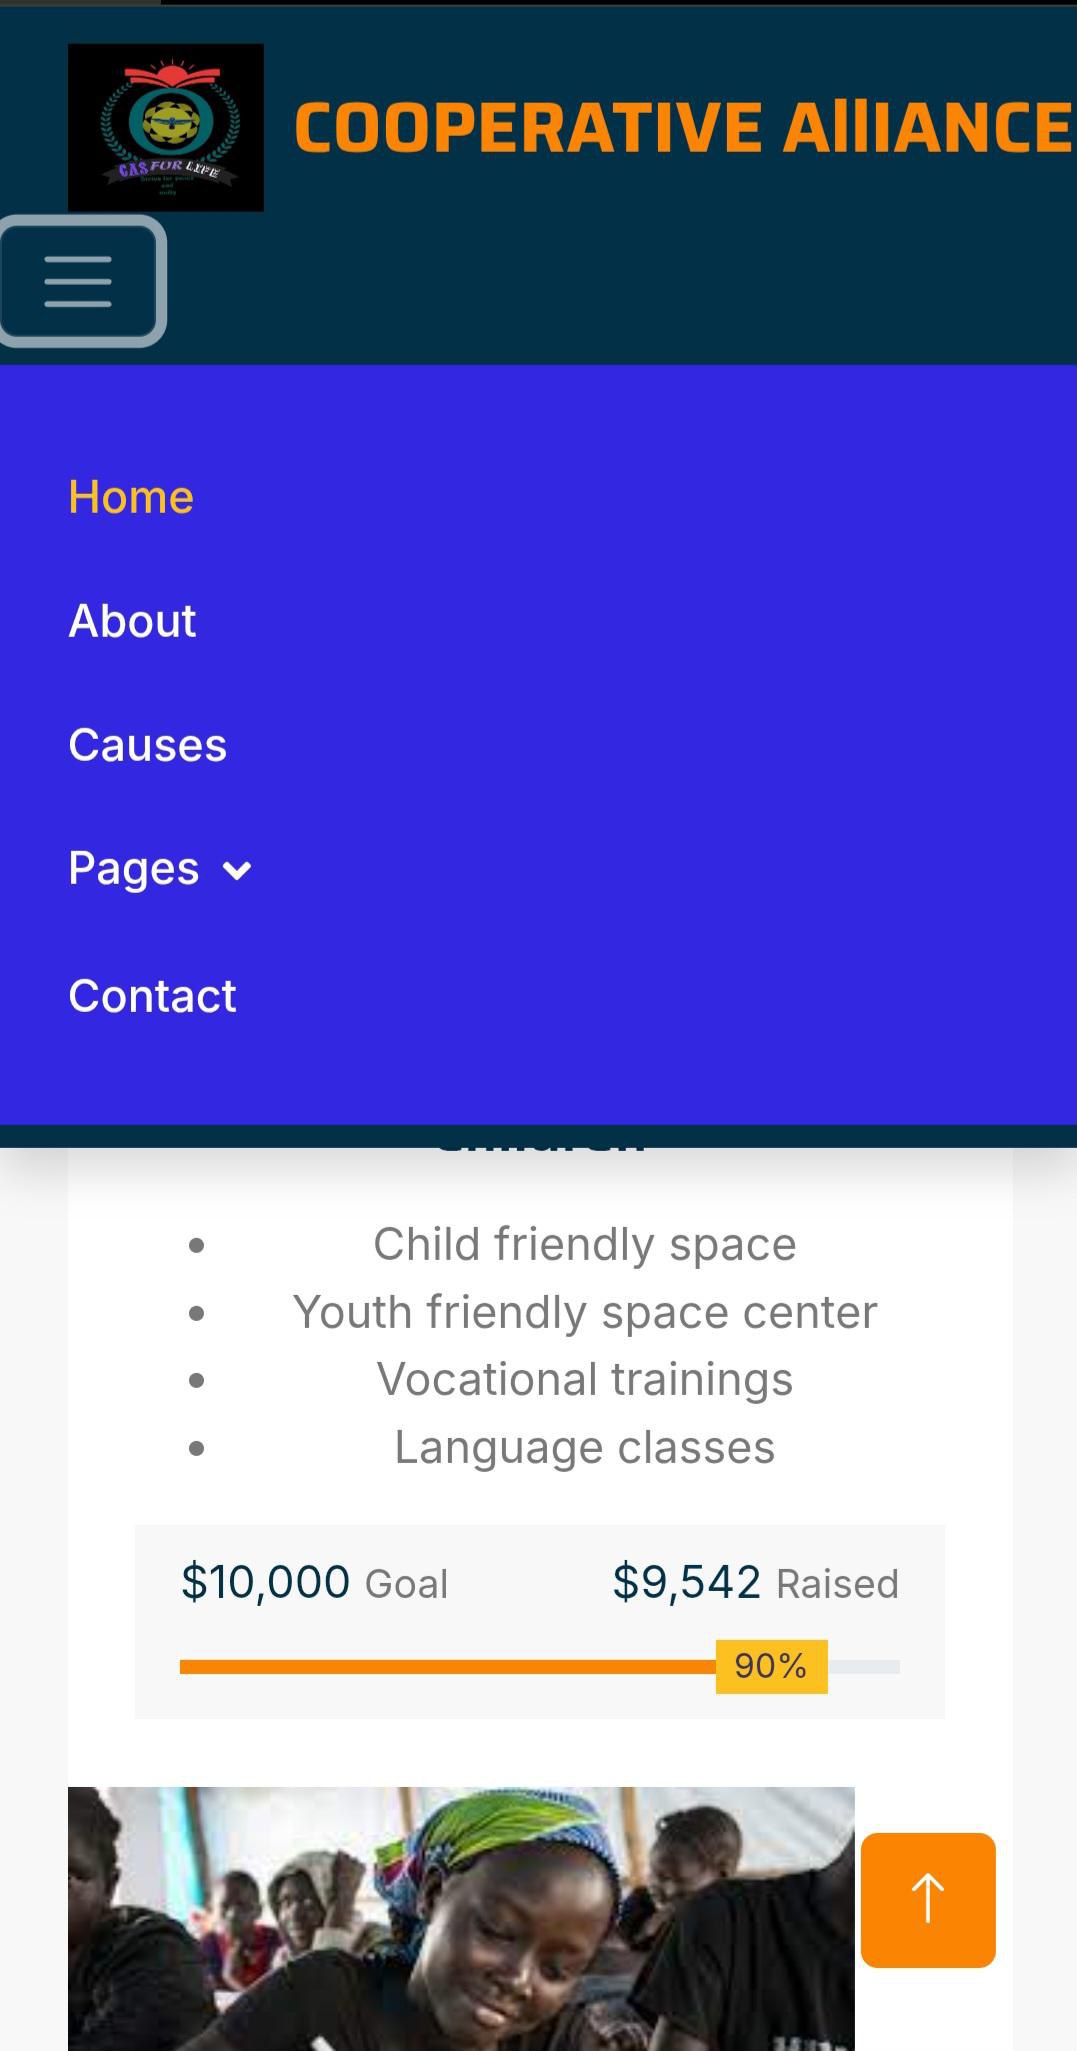 CAS FOR LIFE
COOPERATIVE AllIANCE
Home
About
Causes
Pages
Contact
Children
Child friendly space
Youth friendly space center
Vocational trainings
Language classes
$10,000 Goal
$9,542 Raised
90%